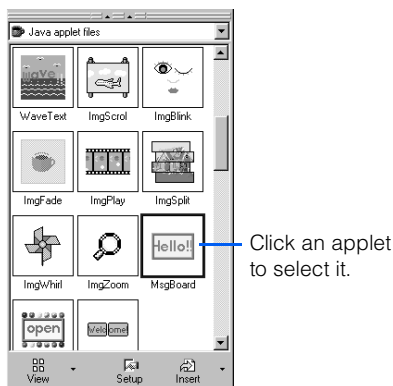 Java applet files
wave
WaveText ImgScrol ImgBlink
ImgFade ImgPlay ImgSplit
Hello!!
Click an applet
to select it.
ImgWhirl ImgZoom MsgBoard
open Welcome!
View Setup Insert